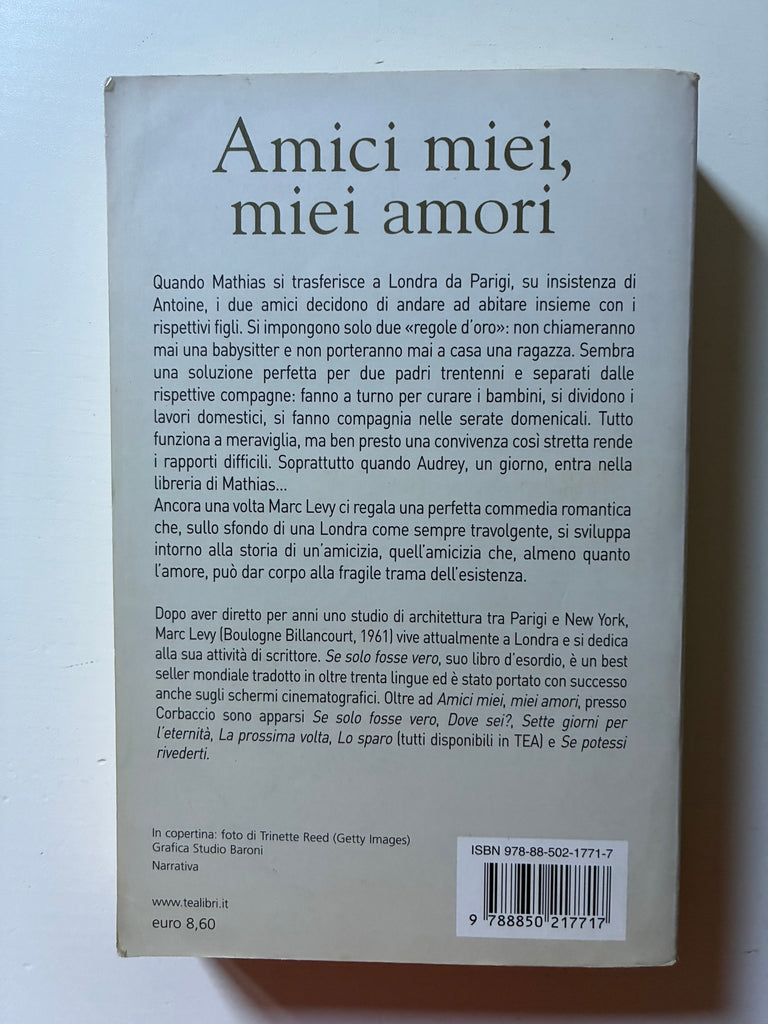 Amici miei,
miei amori
Quando Mathias si trasferisce a Londra da Parigi, su insistenza di
Antoine, i due amici decidono di andare ad abitare insieme con i
rispettivi figli. Si impongono solo due «regole d'oro»: non chiameranno
mai una babysitter e non porteranno mai a casa una ragazza. Sembra
una soluzione perfetta per due padri trentenni e separati dalle
rispettive compagne: fanno a turno per curare i bambini, si dividono i
lavori domestici, si fanno compagnia nelle serate domenicali. Tutto
funziona a meraviglia, ma ben presto una convivenza così stretta rende
i rapporti difficili. Soprattutto quando Audrey, un giorno, entra nella
libreria di Mathias...
Ancora una volta Marc Levy ci regala una perfetta commedia romantica
che, sullo sfondo di una Londra come sempre travolgente, si sviluppa
intorno alla storia di un'amicizia, quell'amicizia che, almeno quanto
l'amore, può dar corpo alla fragile trama dell'esistenza.
Dopo aver diretto per anni uno studio di architettura tra Parigi e New York,
Marc Levy (Boulogne Billancourt, 1961) vive attualmente a Londra e si dedica
alla sua attività di scrittore. Se solo fosse vero, suo libro d'esordio, è un best
seller mondiale tradotto in oltre trenta lingue ed è stato portato con successo
anche sugli schermi cinematografici. Oltre ad Amici miei, miei amori, presso
Corbaccio sono apparsi Se solo fosse vero, Dove sei?, Sette giorni per
l'eternità, La prossima volta, Lo sparo (tutti disponibili in TEA) e Se potessi
rivederti.
In copertina: foto di Trinette Reed (Getty Images)
Grafica Studio Baroni
Narrativa
www.tealibri.it
euro 8,60
ISBN 978-88-502-1771-7
9 788850 217717